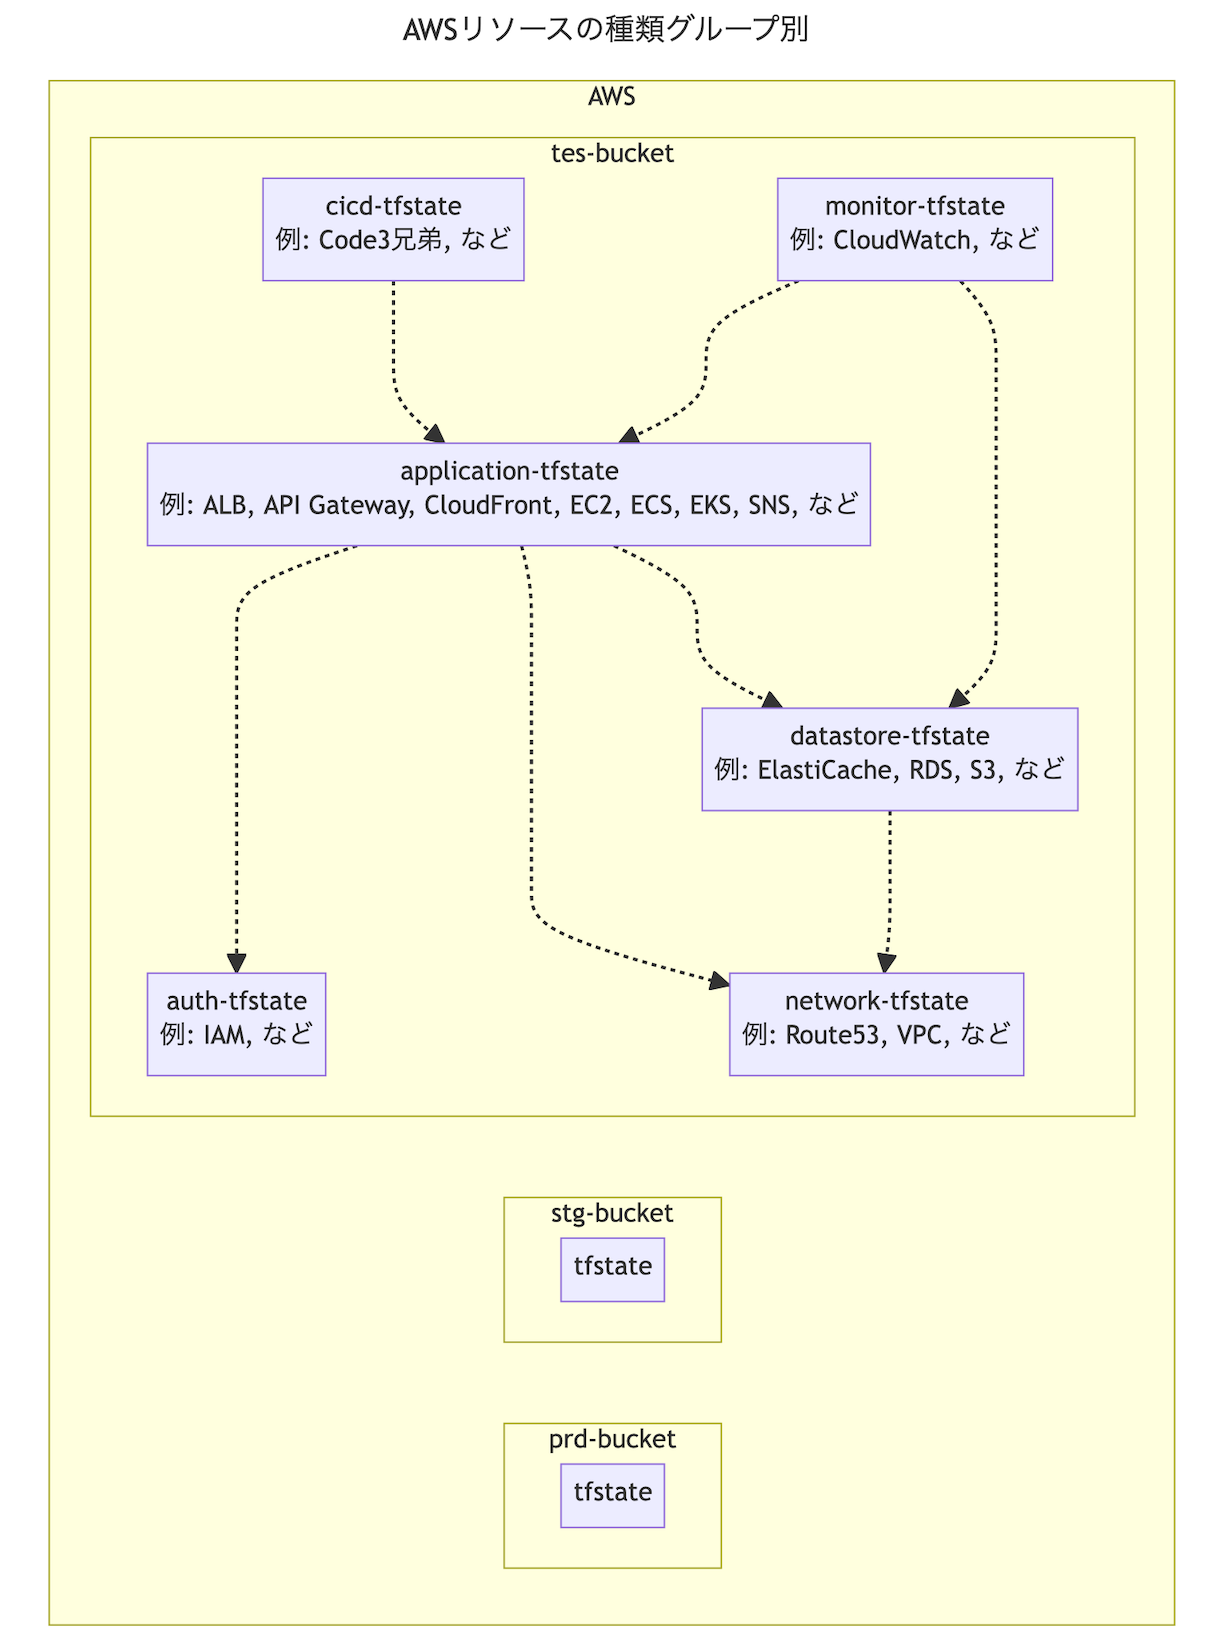 AWSリソースの種類グループ別
AWS
tes-bucket
cicd-tfstate
例: Code3兄弟, など
monitor-tfstate
例: CloudWatch, など
application-tfstate
例: ALB, API Gateway, CloudFront, EC2, ECS, EKS, SNS, など
datastore-tfstate
例: ElastiCache, RDS, S3, など
auth-tfstate
例: IAM, など
network-tfstate
例: Route53, VPC, など
stg-bucket
tfstate
prd-bucket
tfstate